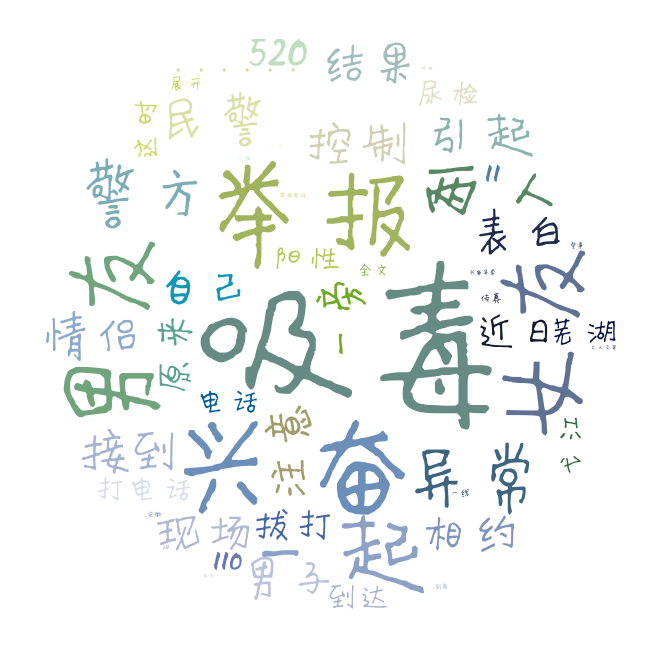 520
结果
展开
尿检
民警
这时
控制
引起
警方
举报
两
"
人
表白
阳性
全文
友
自己
一旁
友
传真
情侣
原来
吸毒
近日
芜湖
男
女
电话
接到
兴奋
注意
异常
打电话
一线
现场
拨打
一起
相约
110
男子
到达